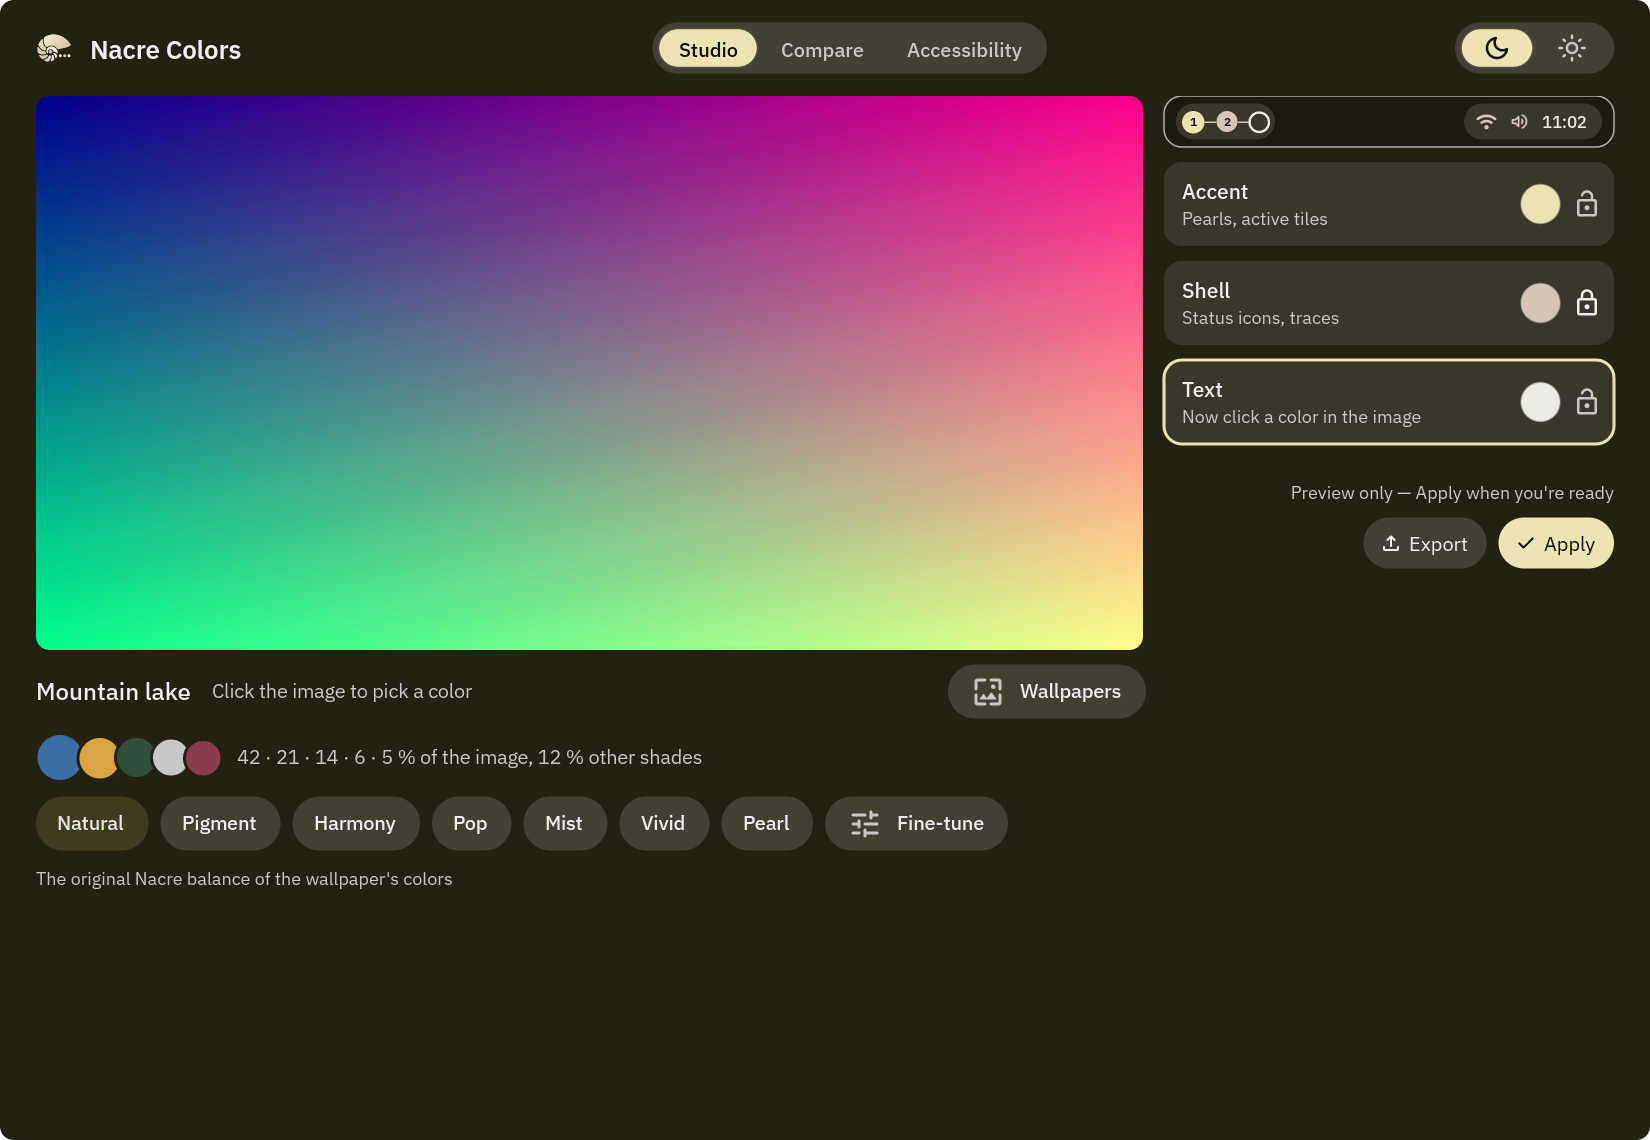 Nacre Colors
Studio Compare Accessibility
1 2 11:02
Accent
Pearls, active tiles
Shell
Status icons, traces
Text
Now click a color in the image
Preview only — Apply when you're ready
Export Apply
Mountain lake Click the image to pick a color Wallpapers
42 · 21 · 14 · 6 · 5 % of the image, 12 % other shades
Natural Pigment Harmony Pop Mist Vivid Pearl Fine-tune
The original Nacre balance of the wallpaper's colors